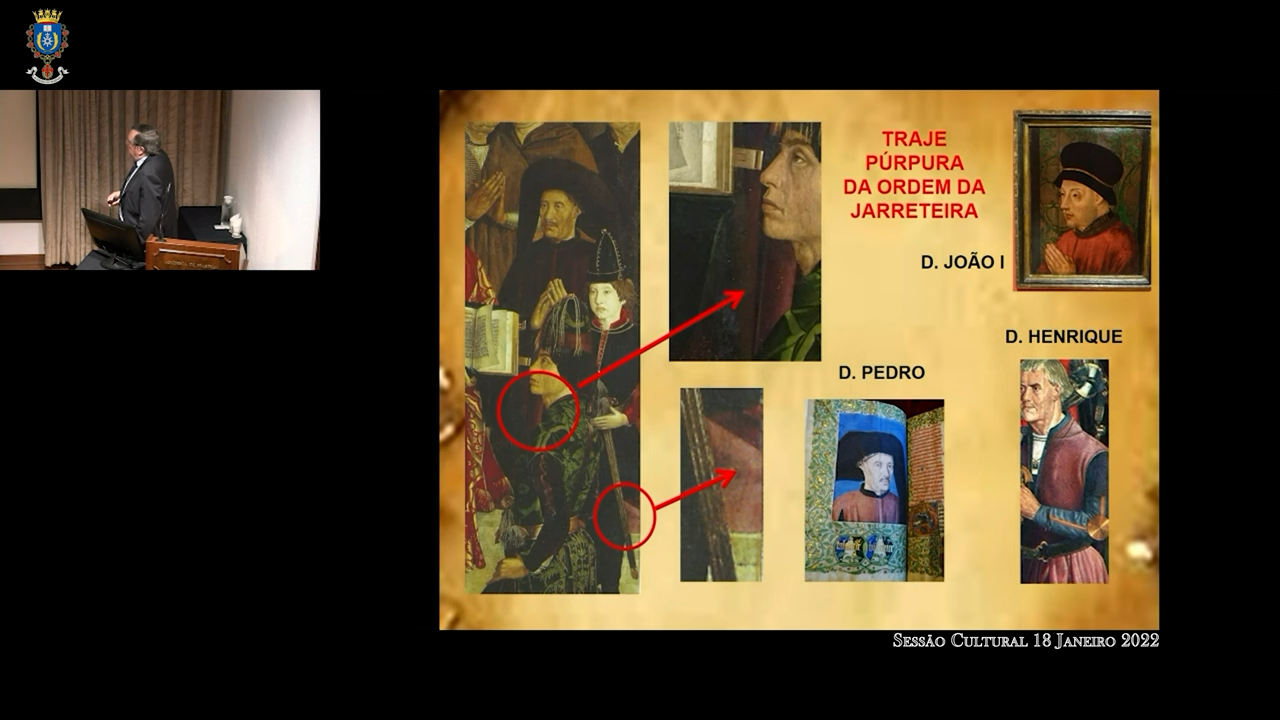 TRAJE
PÚRPURA
DA ORDEM DA
JARRETEIRA
D. JOÃO I
D. HENRIQUE
D. PEDRO
Sessão Cultural 18 Janeiro 2022